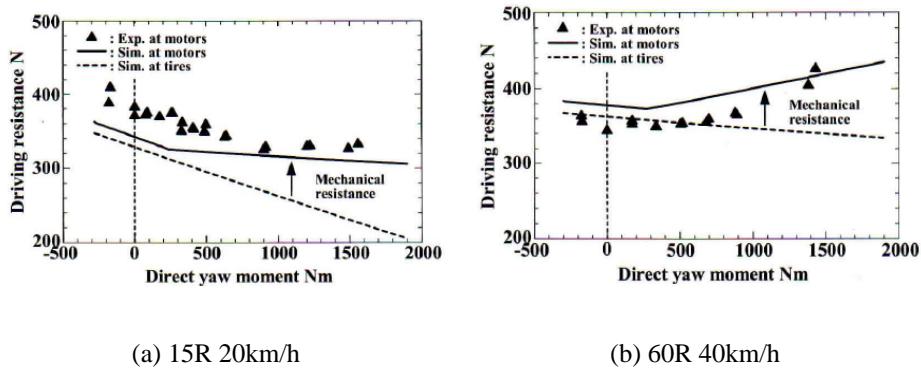 500
400
300
200
Driving resistance N
▲ : Exp. at motors
: Sim. at motors
: Sim. at tires
Mechanical
resistance
-500 0 500 1000 1500 2000
Direct yaw moment Nm
500
400
300
200
Driving resistance N
▲ : Exp. at motors
: Sim. at motors
: Sim. at tires
Mechanical
resistance
-500 0 500 1000 1500 2000
Direct yaw moment Nm
(a) 15R 20km/h
(b) 60R 40km/h